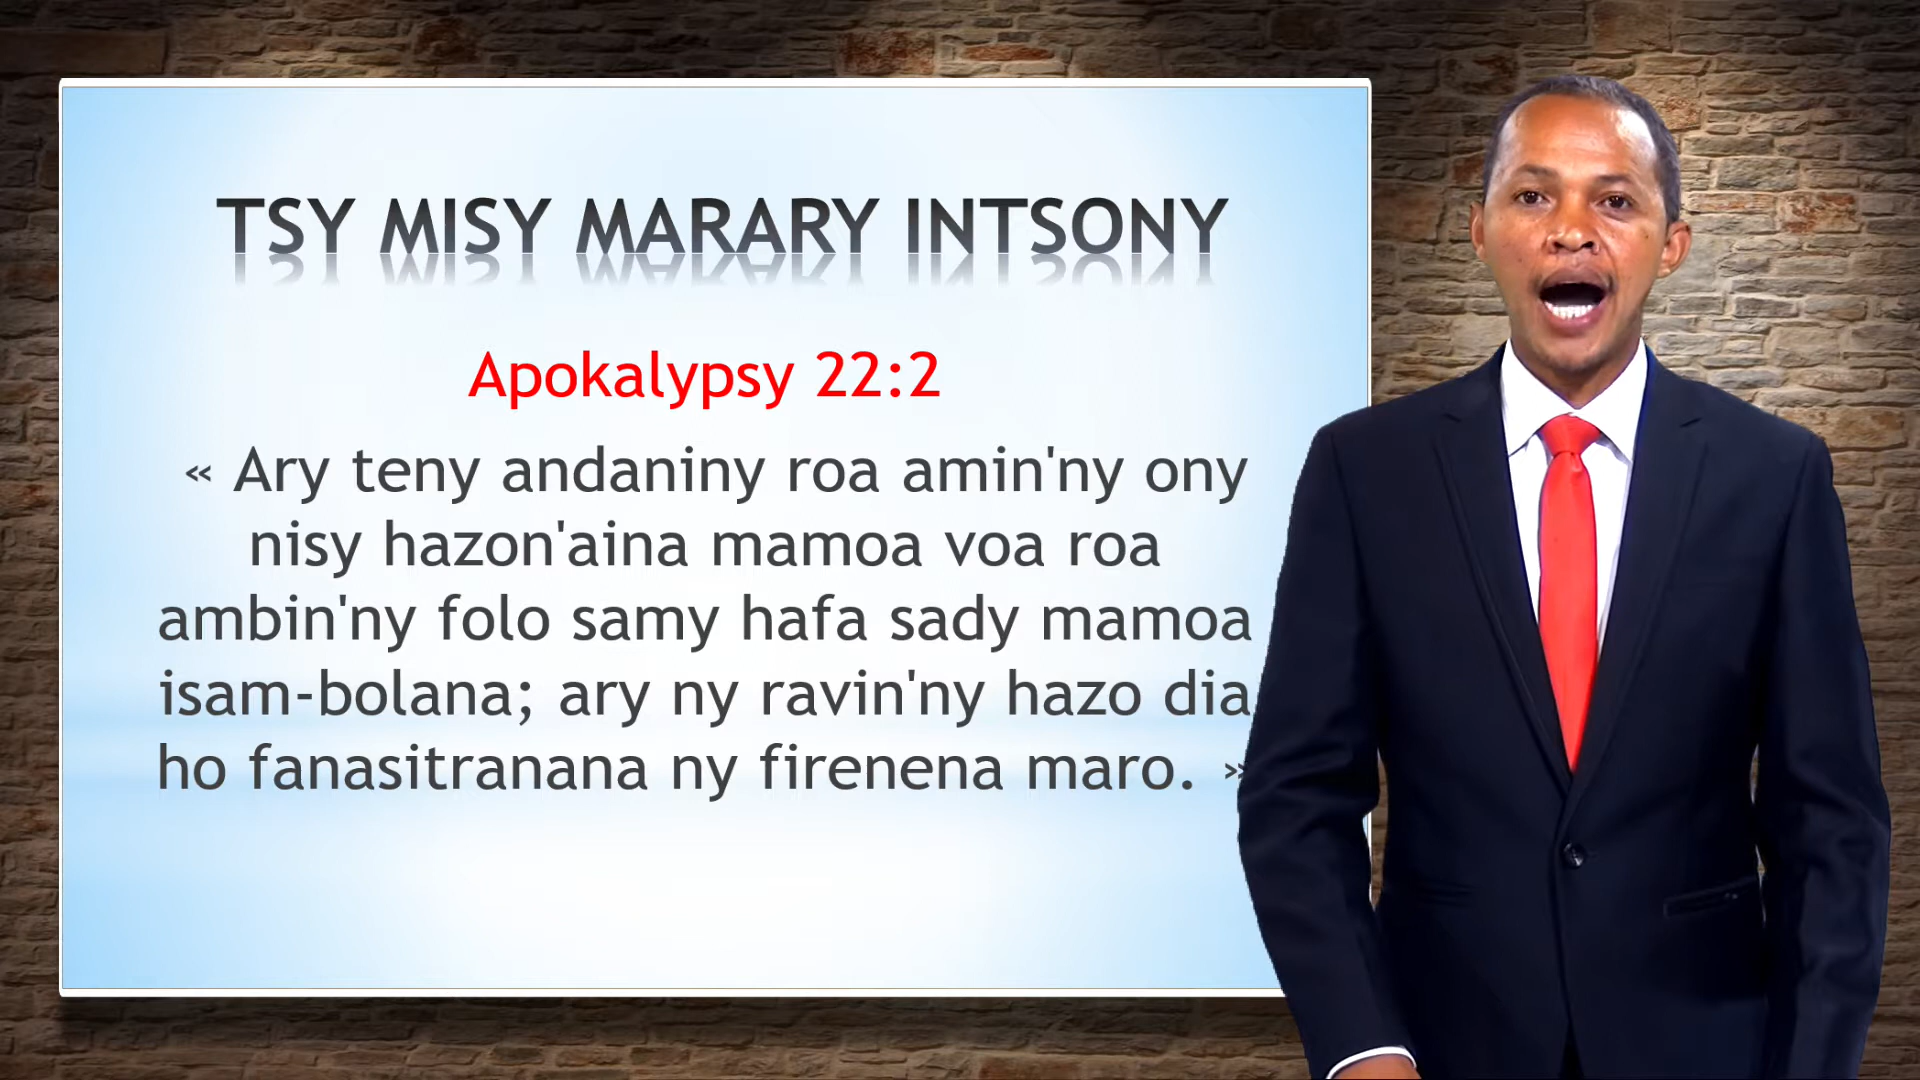 TSY MISY MARARY INTSONY
Apokalypsy 22:2
« Ary teny andaniny roa amin'ny ony
nisy hazon'aina mamoa voa roa
ambin'ny folo samy hafa sady mamoa
isam-bolana; ary ny ravin'ny hazo dia
ho fanasitranana ny firenena maro. »